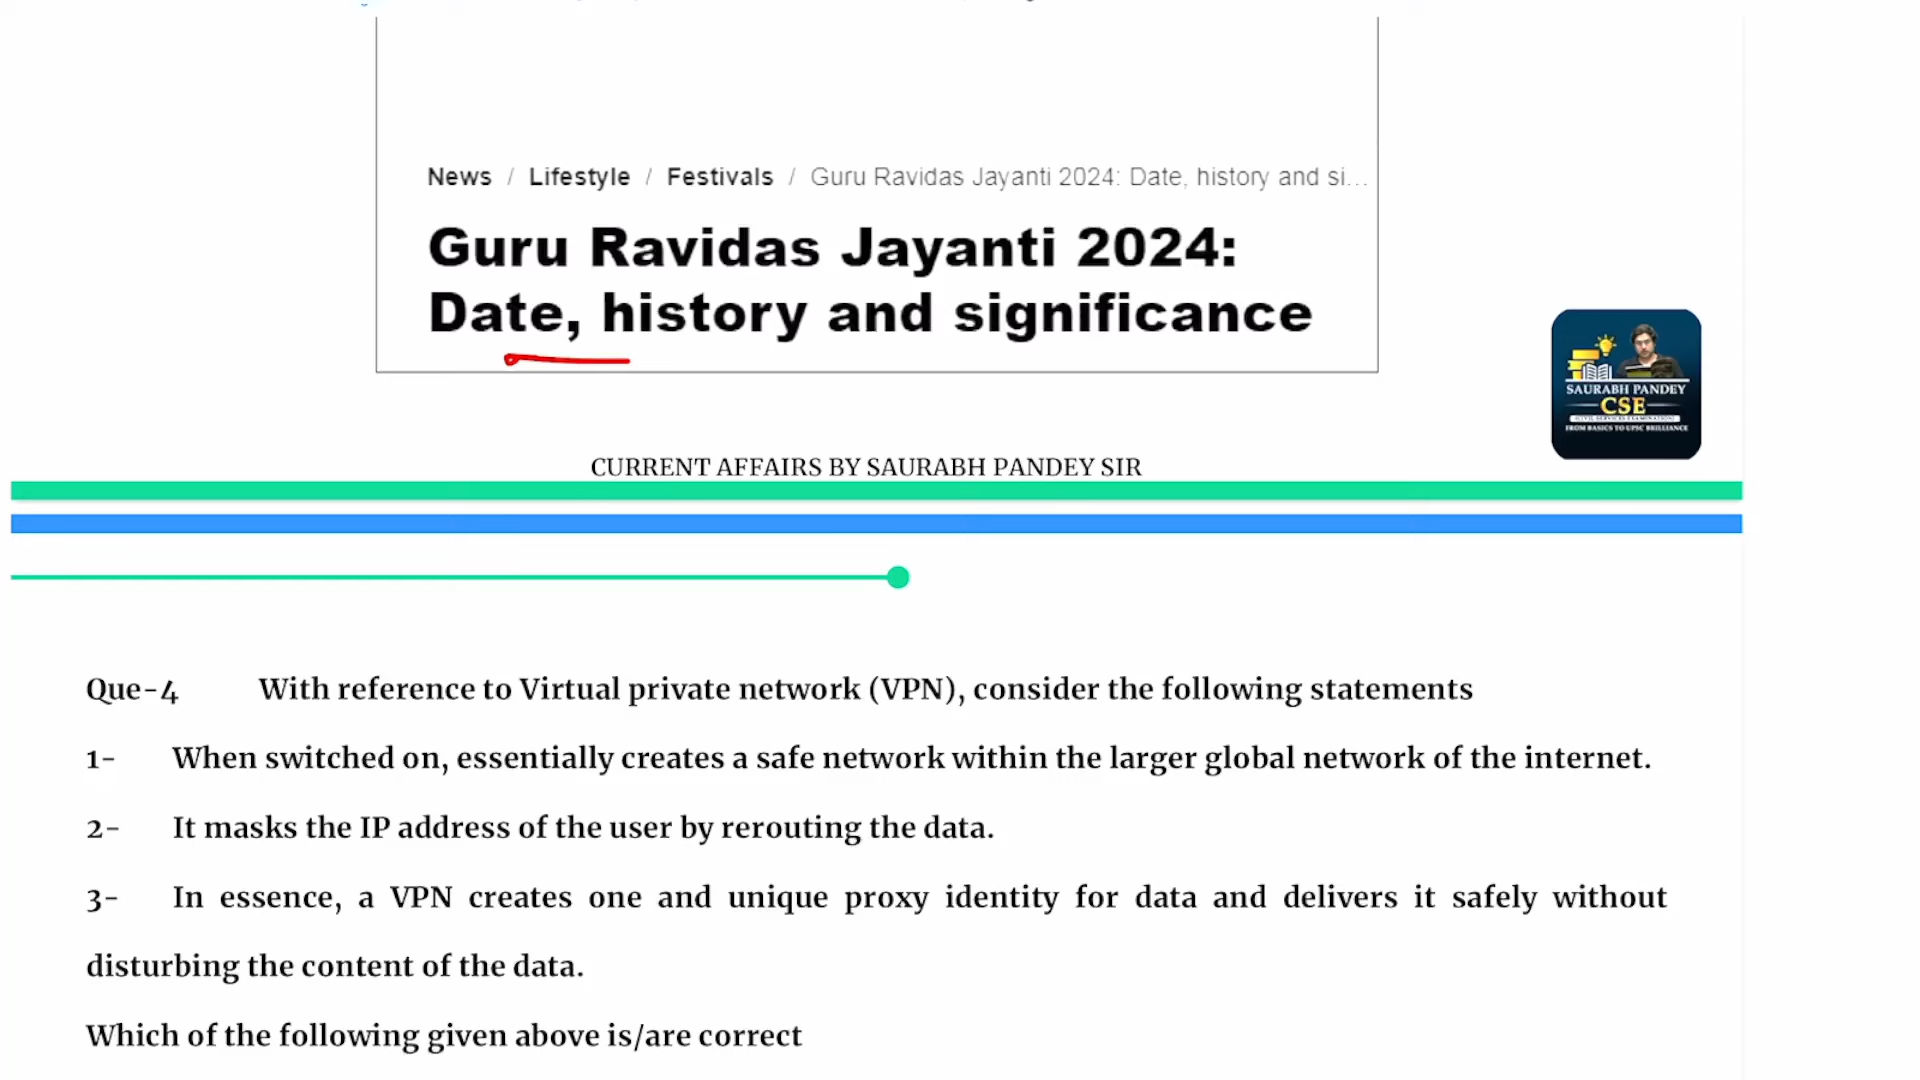 News / Lifestyle / Festivals / Guru Ravidas Jayanti 2024: Date, history and si...
Guru Ravidas Jayanti 2024:
Date, history and significance
SAURABH PANDEY
CSE
FROM BASICS TO UPSC BRILLIANCE
CURRENT AFFAIRS BY SAURABH PANDEY SIR
Que-4 With reference to Virtual private network (VPN), consider the following statements
1- When switched on, essentially creates a safe network within the larger global network of the internet.
2- It masks the IP address of the user by rerouting the data.
3- In essence, a VPN creates one and unique proxy identity for data and delivers it safely without
disturbing the content of the data.
Which of the following given above is/are correct